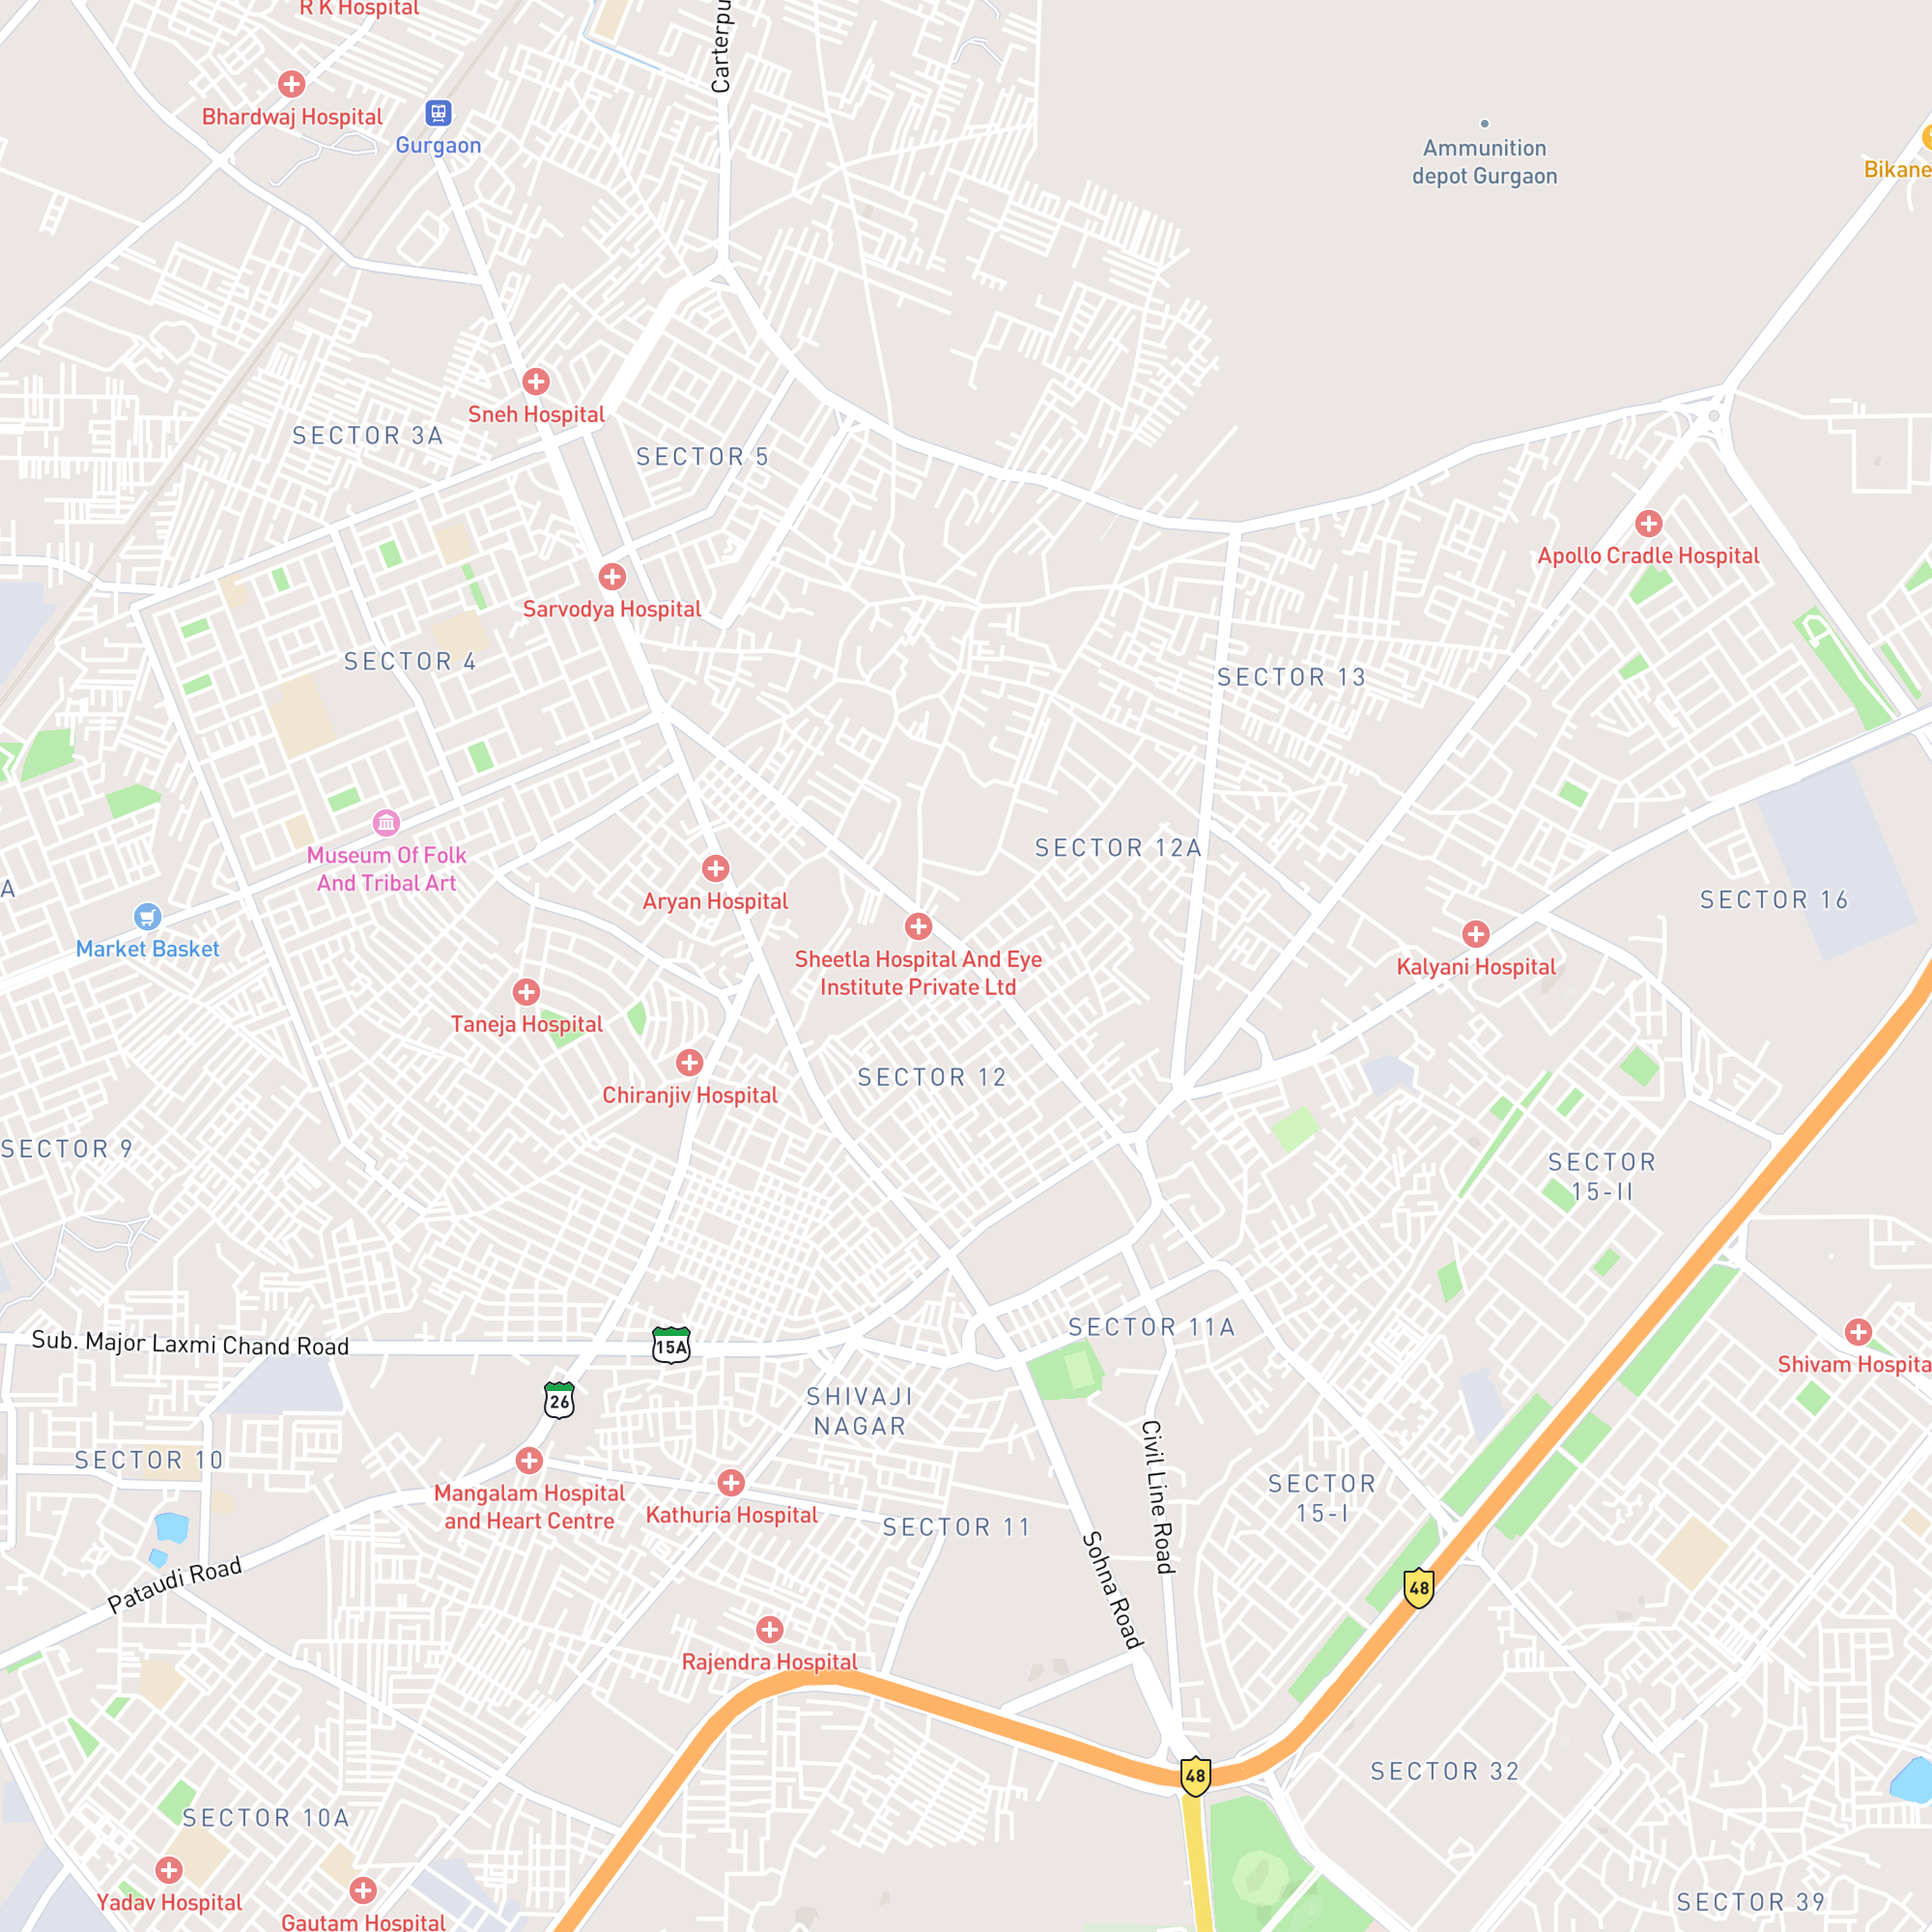 R K Hospital
Carterpu
Bhardwaj Hospital
Gurgaon
Ammunition
depot Gurgaon
Bikane
Sneh Hospital
SECTOR 3A
SECTOR 5
Apollo Cradle Hospital
Sarvodya Hospital
SECTOR 4
SECTOR 13
Museum Of Folk
And Tribal Art
SECTOR 12A
A
Aryan Hospital
SECTOR 16
Market Basket
Sheetla Hospital And Eye
Institute Private Ltd
Kalyani Hospital
Taneja Hospital
SECTOR 12
Chiranjiv Hospital
SECTOR 9
SECTOR
15-II
Sub. Major Laxmi Chand Road
15A
SECTOR 11A
Shivam Hospita
26
SHIVAJI
NAGAR
SECTOR 10
Civil Line Road
SECTOR
15-I
Mangalam Hospital
and Heart Centre
Kathuria Hospital
SECTOR 11
Pataudi Road
Sohna Road
48
Rajendra Hospital
48
SECTOR 32
SECTOR 10A
Yadav Hospital
Gautam Hospital
SECTOR 39